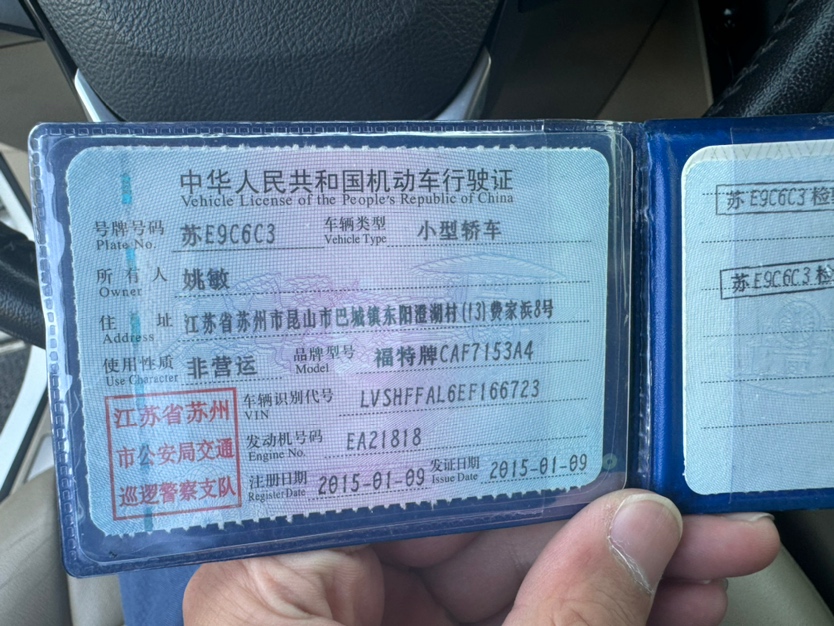 中华人民共和国机动车行驶证
Vehicle License of the People's Republic of China
号牌号码 苏E9C6C3 车辆类型 小型轿车
Plate No. Vehicle Type
所有人 姚敏
Owner
住址 江苏省苏州市昆山市巴城镇东阳澄湖村(13)费家浜8号
Address
使用性质 非营运 品牌型号 福特牌CAF7153A4
Use Character Model
车辆识别代号 LVSHFFAL6EF166723
VIN
发动机号码 EA21818
Engine No.
注册日期 2015-01-09 发证日期 2015-01-09
Register Date Issue Date
江苏省苏州
市公安局交通
巡逻警察支队
苏E9C6C3 检
苏E9C6C3 检